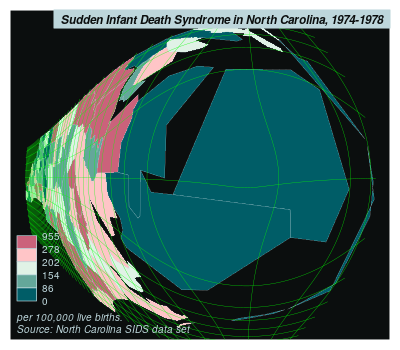 Sudden Infant Death Syndrome in North Carolina, 1974-1978
955
278
202
154
86
0
per 100,000 live births.
Source: North Carolina SIDS data set